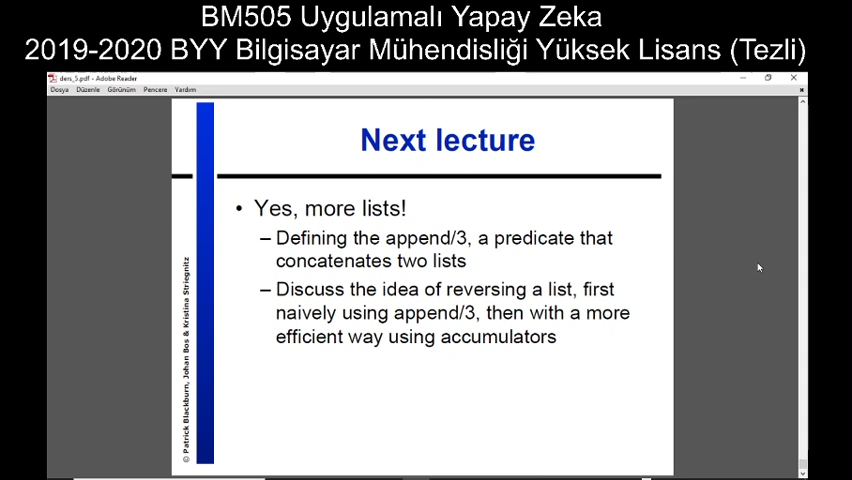 BM505 Uygulamalı Yapay Zeka
2019-2020 BYY Bilgisayar Mühendisliği Yüksek Lisans (Tezli)
ders_5.pdf - Adobe Reader
Dosya Düzenle Görünüm Pencere Yardım
Next lecture
• Yes, more lists!
– Defining the append/3, a predicate that
concatenates two lists
– Discuss the idea of reversing a list, first
naively using append/3, then with a more
efficient way using accumulators
© Patrick Blackburn, Johan Bos & Kristina Striegnitz